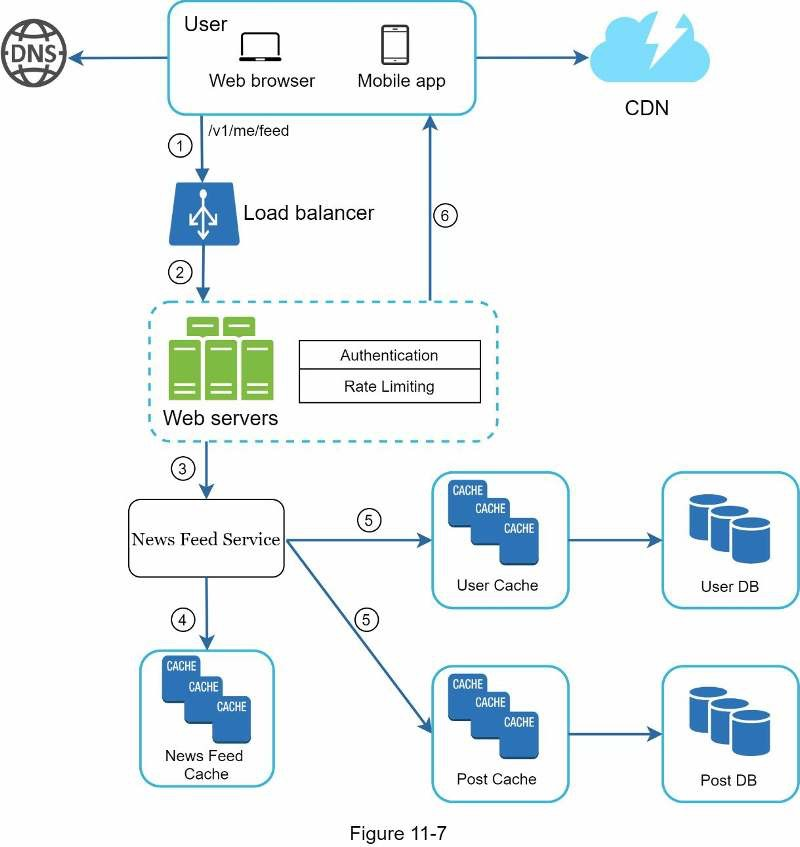 User
DNS
Web browser
Mobile app
CDN
1
/v1/me/feed
Load balancer
6
2
Authentication
Rate Limiting
Web servers
3
CACHE
CACHE
CACHE
User Cache
User DB
5
News Feed Service
4
5
CACHE
CACHE
CACHE
News Feed
Cache
CACHE
CACHE
CACHE
Post Cache
Post DB
Figure 11-7